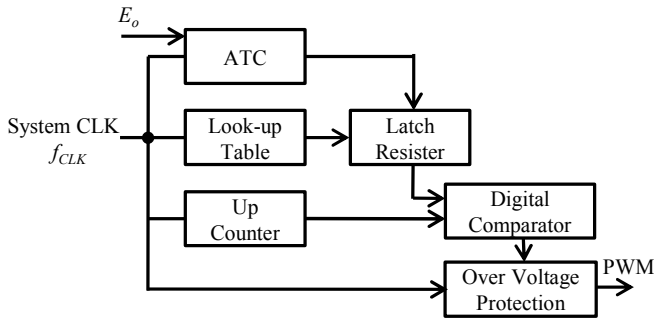 E_o
ATC
System CLK
f_CLK
Look-up
Table
Latch
Resister
Up
Counter
Digital
Comparator
PWM
Over Voltage
Protection